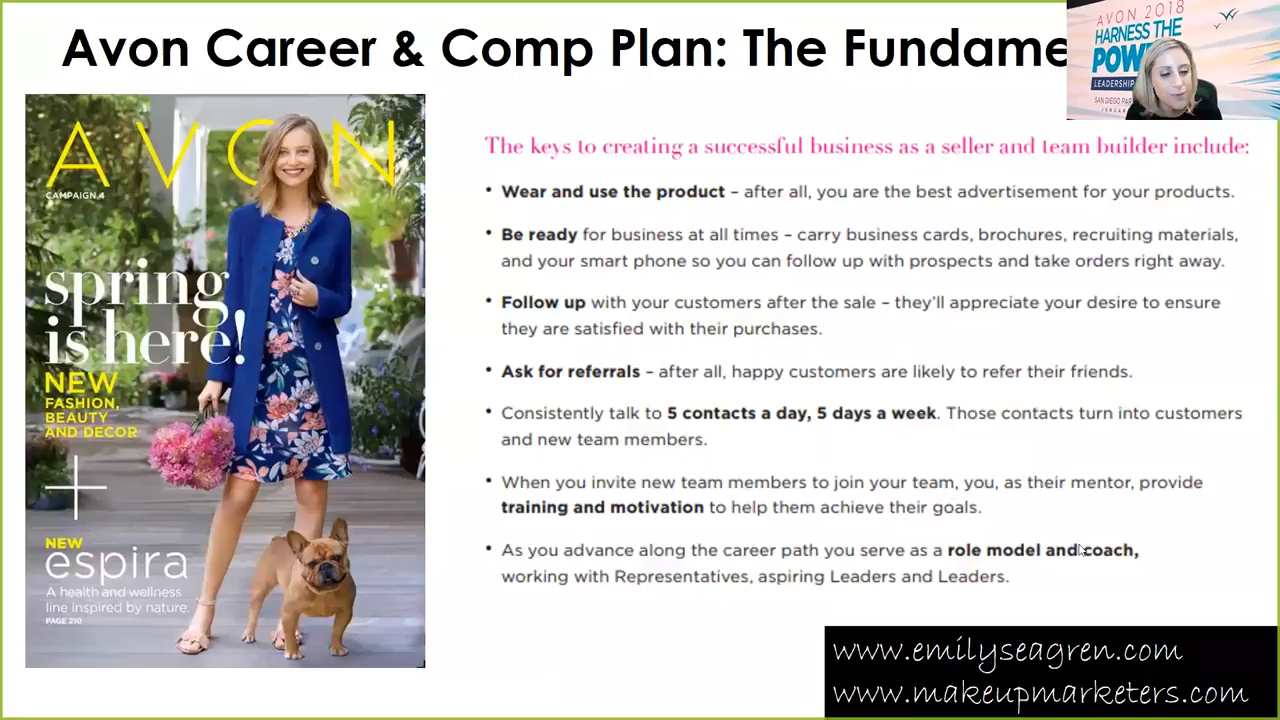 Avon Career & Comp Plan: The Fundame
AVON 2018
HARNESS THE
POW
LEADERSHIP
SAN DIEGO
AVON
CAMPAIGN 4
spring
is here!
NEW
FASHION,
BEAUTY
AND DECOR
+
NEW
espira
A health and wellness
line inspired by nature.
PAGE 210
The keys to creating a successful business as a seller and team builder include:
• Wear and use the product – after all, you are the best advertisement for your products.
• Be ready for business at all times – carry business cards, brochures, recruiting materials,
and your smart phone so you can follow up with prospects and take orders right away.
• Follow up with your customers after the sale – they'll appreciate your desire to ensure
they are satisfied with their purchases.
• Ask for referrals – after all, happy customers are likely to refer their friends.
• Consistently talk to 5 contacts a day, 5 days a week. Those contacts turn into customers
and new team members.
• When you invite new team members to join your team, you, as their mentor, provide
training and motivation to help them achieve their goals.
• As you advance along the career path you serve as a role model and coach,
working with Representatives, aspiring Leaders and Leaders.
www.emilyseagren.com
www.makeupmarketers.com